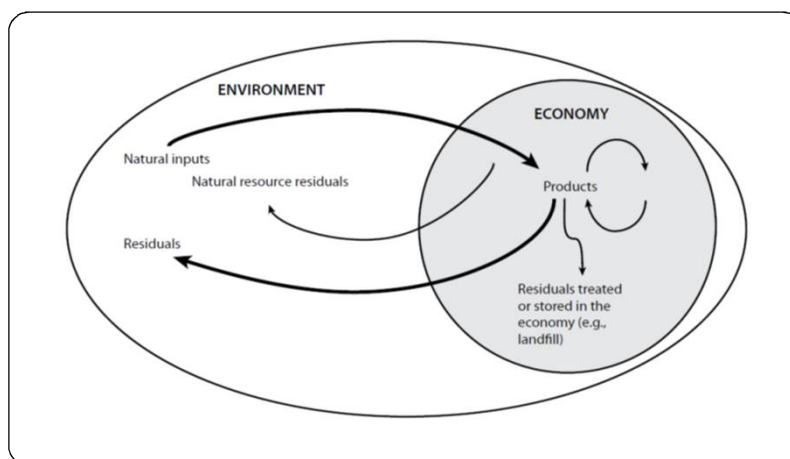 ENVIRONMENT
ECONOMY
Natural inputs
Natural resource residuals
Products
Residuals
Residuals treated
or stored in the
economy (e.g.,
landfill)